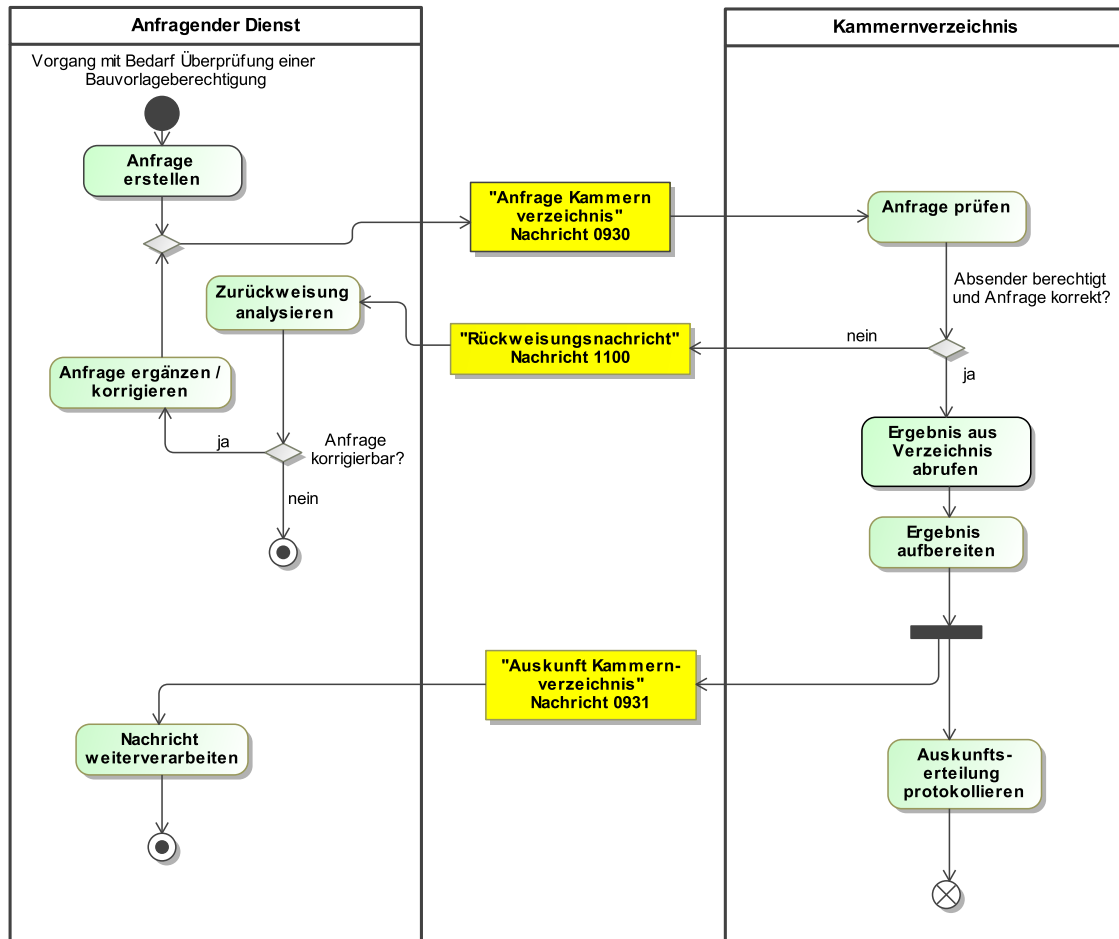 Anfragender Dienst
Kammernverzeichnis
Vorgang mit Bedarf Überprüfung einer
Bauvorlageberechtigung
Anfrage
erstellen
"Anfrage Kammern
verzeichnis"
Nachricht 0930
Anfrage prüfen
Absender berechtigt
und Anfrage korrekt?
Zurückweisung
analysieren
"Rückweisungsnachricht"
Nachricht 1100
nein
ja
Anfrage ergänzen /
korrigieren
ja
Anfrage
korrigierbar?
nein
Ergebnis aus
Verzeichnis
abrufen
Ergebnis
aufbereiten
"Auskunft Kammern-
verzeichnis"
Nachricht 0931
Nachricht
weiterverarbeiten
Auskunfts-
erteilung
protokollieren